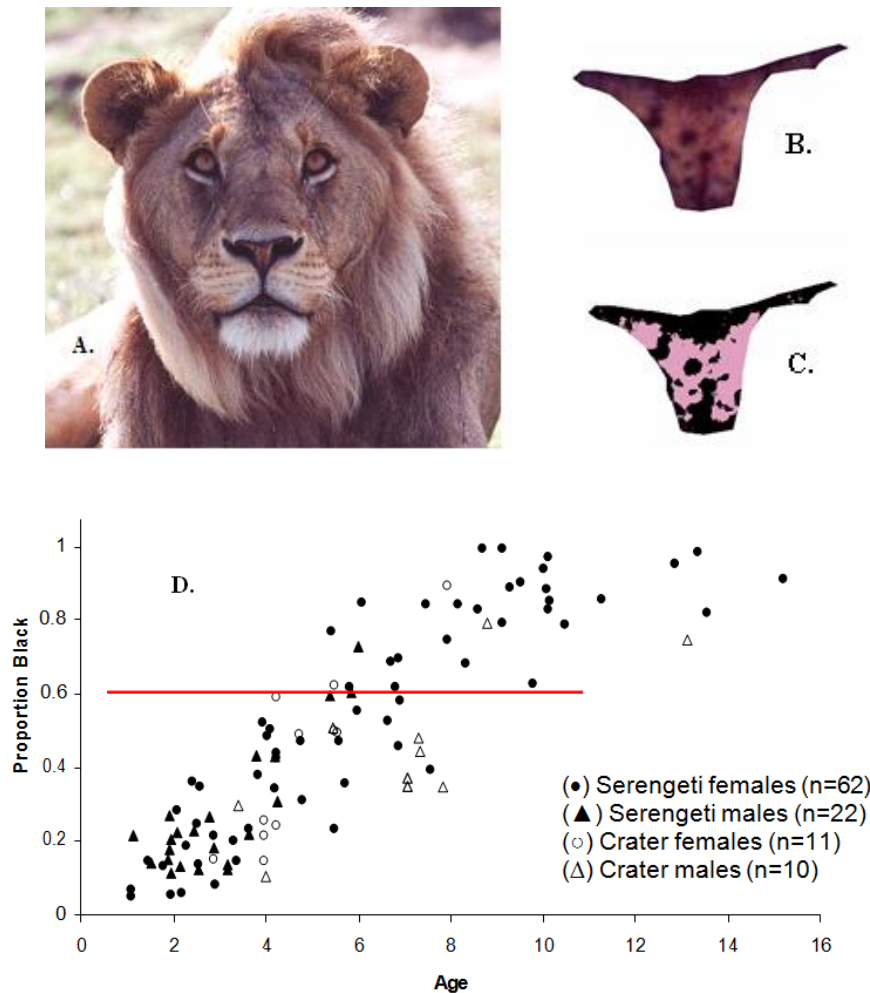 A.
B.
C.
D.
Proportion Black
1
0.8
0.6
0.4
0.2
0
0 2 4 6 8 10 12 14 16
Age
(●) Serengeti females (n=62)
(▲) Serengeti males (n=22)
(○) Crater females (n=11)
(△) Crater males (n=10)